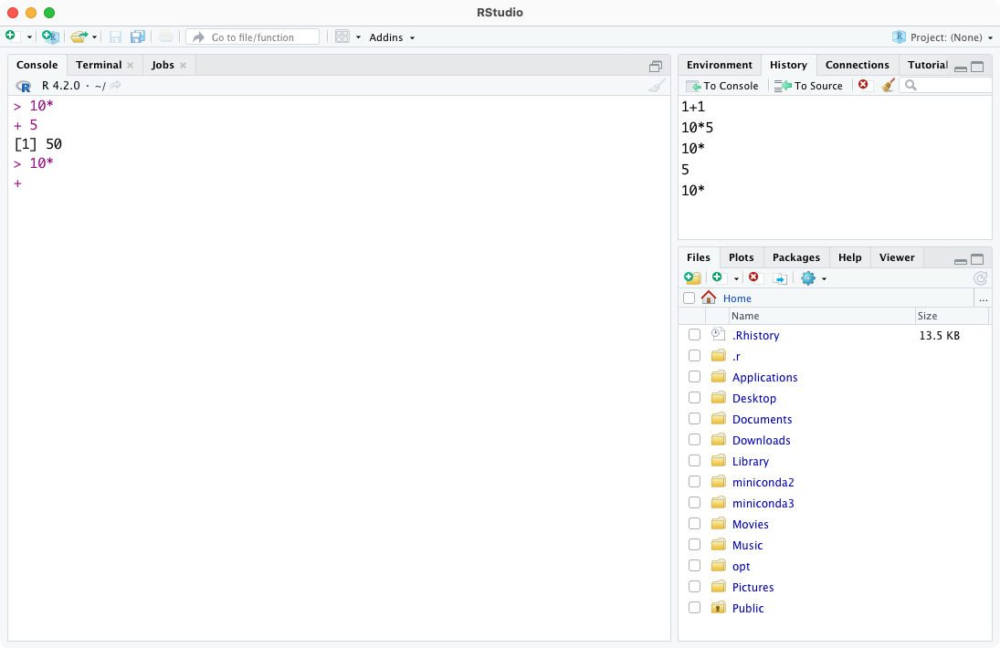 RStudio
Go to file/function
Addins
Project: (None)
Console
Terminal
Jobs
R 4.2.0 · ~/
> 10*
+ 5
[1] 50
> 10*
+
Environment
History
Connections
Tutorial
To Console
To Source
1+1
10*5
10*
5
10*
Files
Plots
Packages
Help
Viewer
Home
...
Name
Size
.Rhistory
13.5 KB
.r
Applications
Desktop
Documents
Downloads
Library
miniconda2
miniconda3
Movies
Music
opt
Pictures
Public